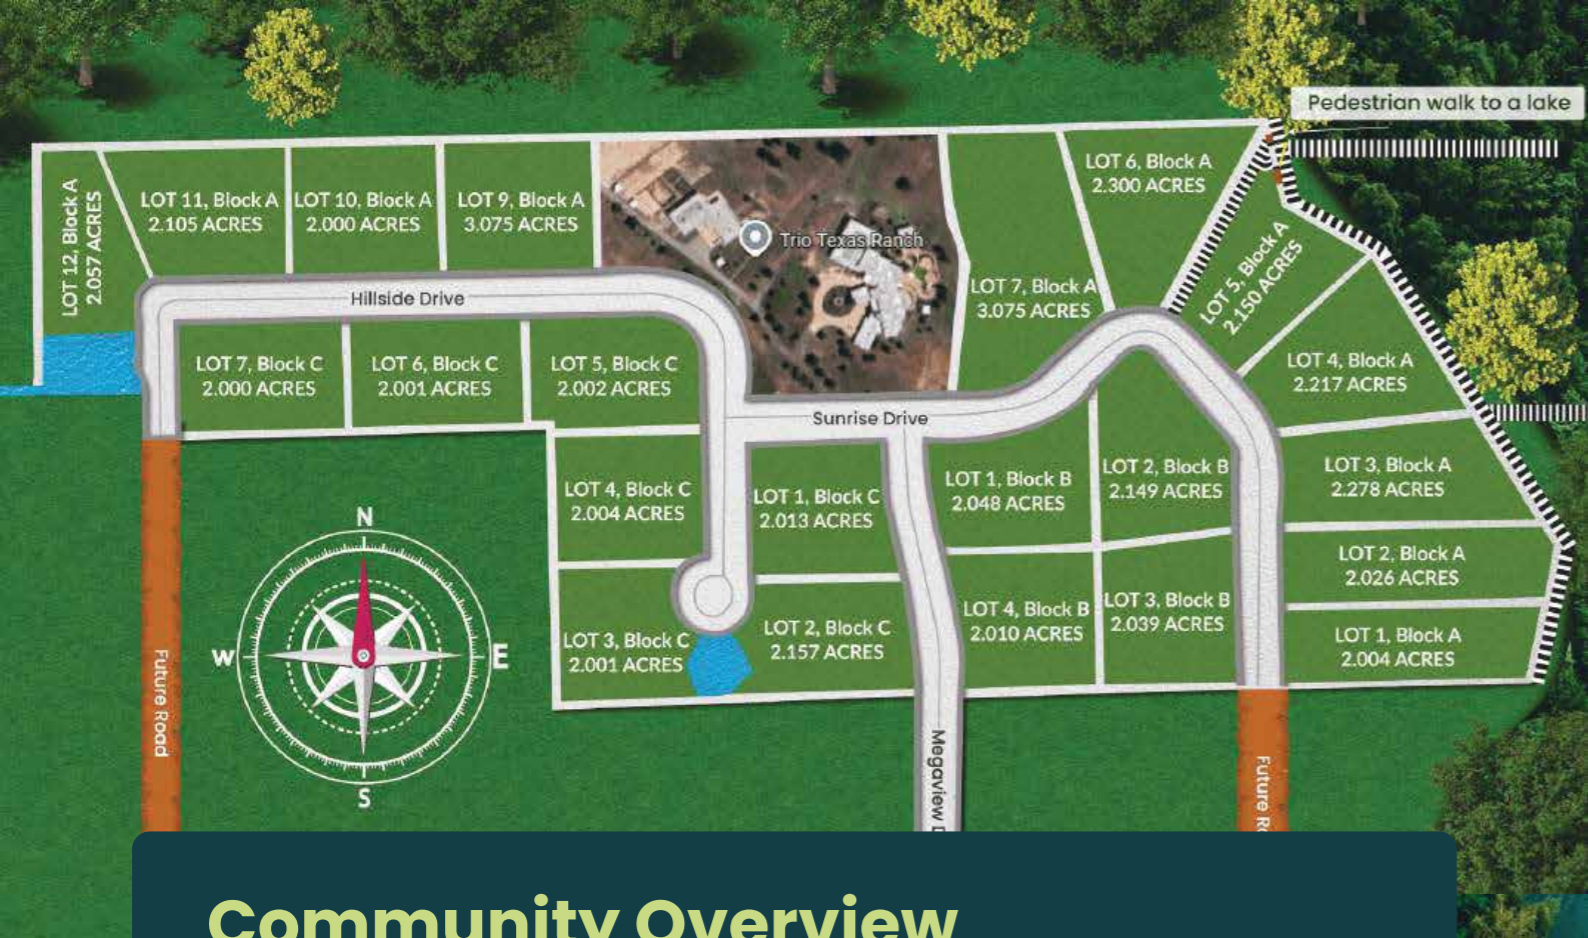 Pedestrian walk to a lake
LOT 12, Block A
2.057 ACRES
LOT 11, Block A
2.105 ACRES
LOT 10, Block A
2.000 ACRES
LOT 9, Block A
3.075 ACRES
Trio Texas Ranch
LOT 7, Block A
3.075 ACRES
LOT 6, Block A
2.300 ACRES
LOT 5, Block A
2.150 ACRES
Hillside Drive
LOT 7, Block C
2.000 ACRES
LOT 6, Block C
2.001 ACRES
LOT 5, Block C
2.002 ACRES
LOT 4, Block A
2.217 ACRES
Sunrise Drive
LOT 4, Block C
2.004 ACRES
LOT 1, Block C
2.013 ACRES
LOT 1, Block B
2.048 ACRES
LOT 2, Block B
2.149 ACRES
LOT 3, Block A
2.278 ACRES
N
W
E
S
LOT 2, Block A
2.026 ACRES
LOT 3, Block C
2.001 ACRES
LOT 2, Block C
2.157 ACRES
LOT 4, Block B
2.010 ACRES
LOT 3, Block B
2.039 ACRES
LOT 1, Block A
2.004 ACRES
Future Road
Megaview D
Future Ro
Community Overview